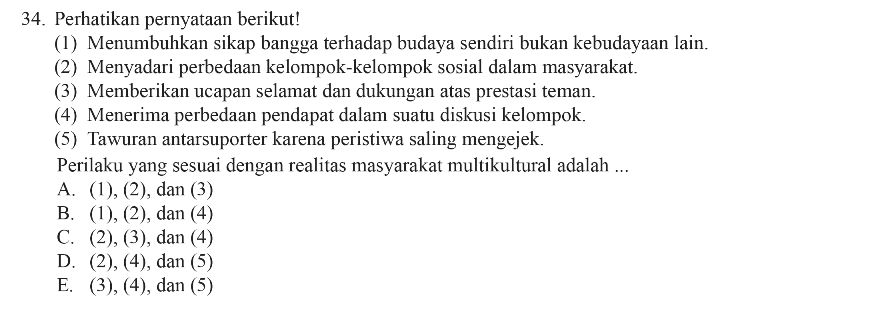 34. Perhatikan pernyataan berikut!
(1) Menumbuhkan sikap bangga terhadap budaya sendiri bukan kebudayaan lain.
(2) Menyadari perbedaan kelompok-kelompok sosial dalam masyarakat.
(3) Memberikan ucapan selamat dan dukungan atas prestasi teman.
(4) Menerima perbedaan pendapat dalam suatu diskusi kelompok.
(5) Tawuran antarsuporter karena peristiwa saling mengejek.
Perilaku yang sesuai dengan realitas masyarakat multikultural adalah ...
A. (1), (2), dan (3)
B. (1), (2), dan (4)
C. (2), (3), dan (4)
D. (2), (4), dan (5)
E. (3), (4), dan (5)